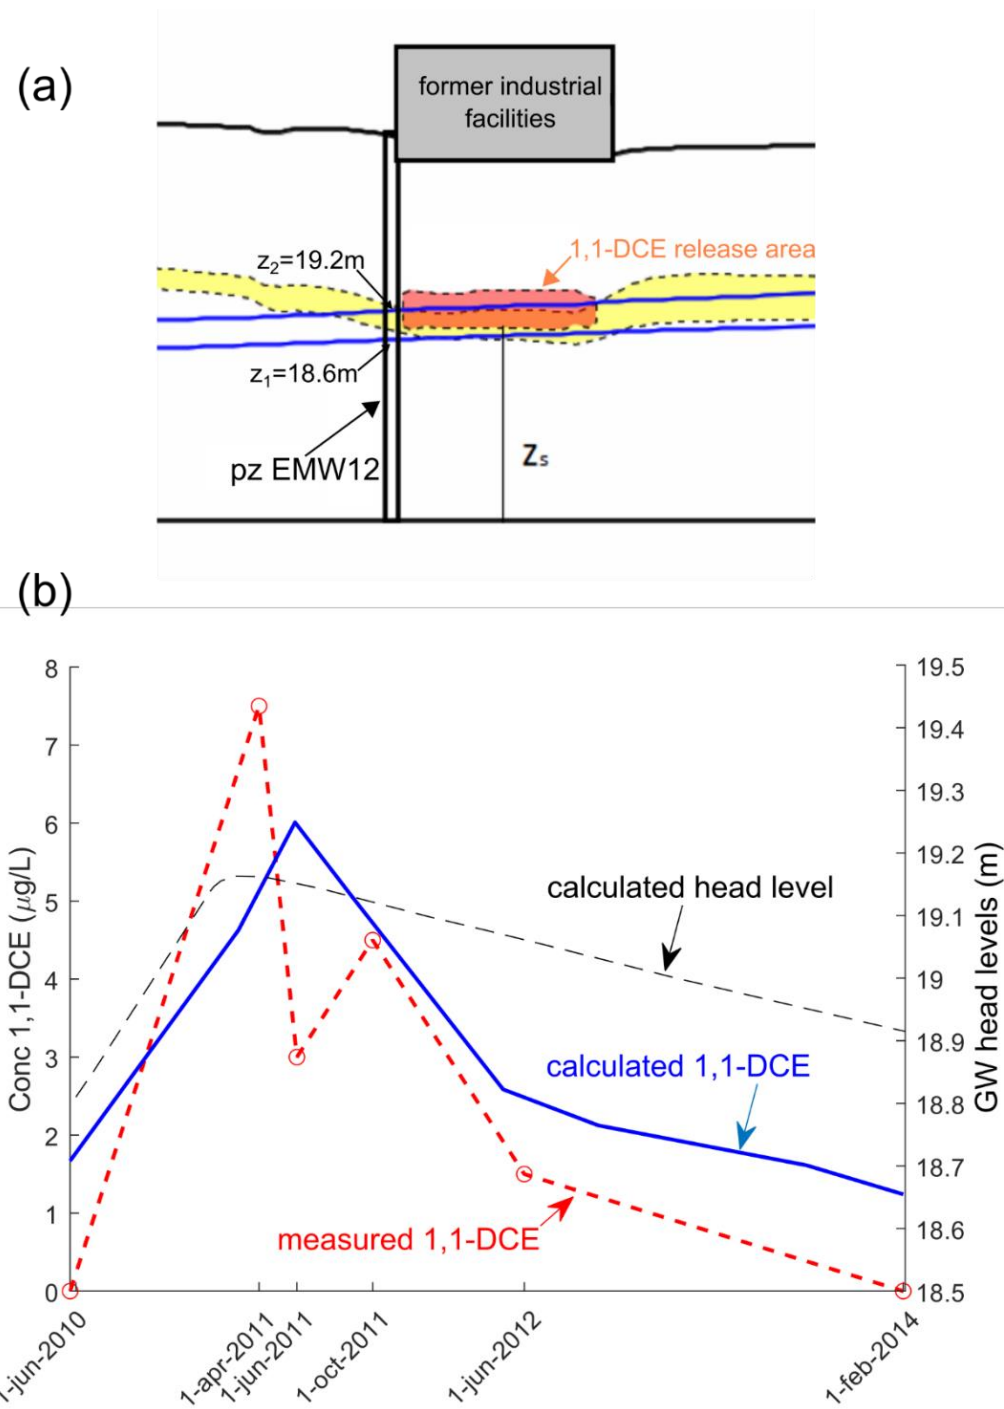 (a)
former industrial
facilities
1,1-DCE release area
z2=19.2m
z1=18.6m
pz EMW12
Zs
(b)
8
7
6
5
4
3
2
1
0
Conc 1,1-DCE (μg/L)
19.5
19.4
19.3
19.2
19.1
19
18.9
18.8
18.7
18.6
18.5
GW head levels (m)
calculated head level
calculated 1,1-DCE
measured 1,1-DCE
1-jun-2010
1-apr-2011
1-jun-2011
1-oct-2011
1-jun-2012
1-feb-2014